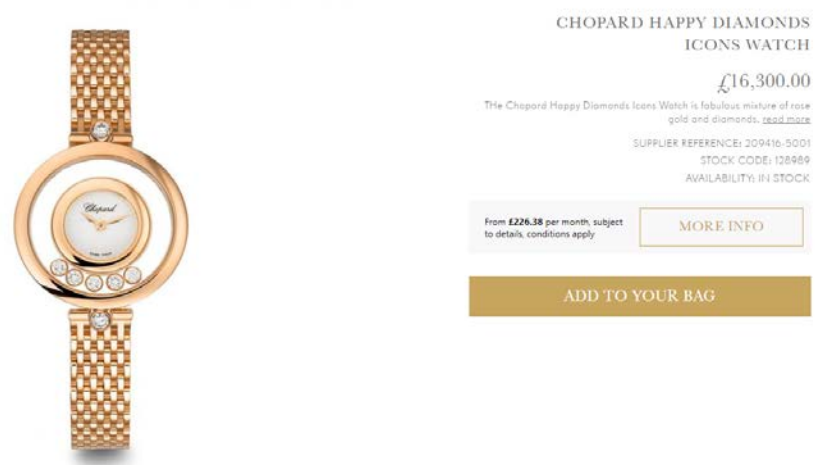 CHOPARD HAPPY DIAMONDS
ICONS WATCH
£16,300.00
THe Chopard Happy Diamonds Icons Watch is fabulous mixture of rose
gold and diamonds. read more
SUPPLIER REFERENCE: 209416-5001
STOCK CODE: 128989
AVAILABILITY: IN STOCK
From £226.38 per month, subject
to details, conditions apply
MORE INFO
ADD TO YOUR BAG
Chopard